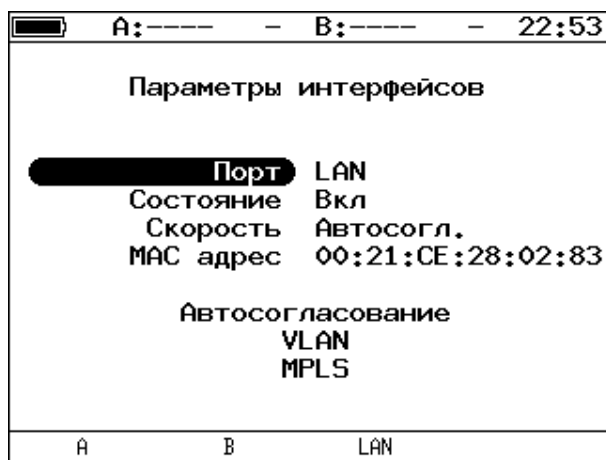 A:---- - B:---- - 22:53
Параметры интерфейсов
Порт LAN
Состояние Вкл
Скорость Автосогл.
MAC адрес 00:21:CE:28:02:83
Автосогласование
VLAN
MPLS
A B LAN